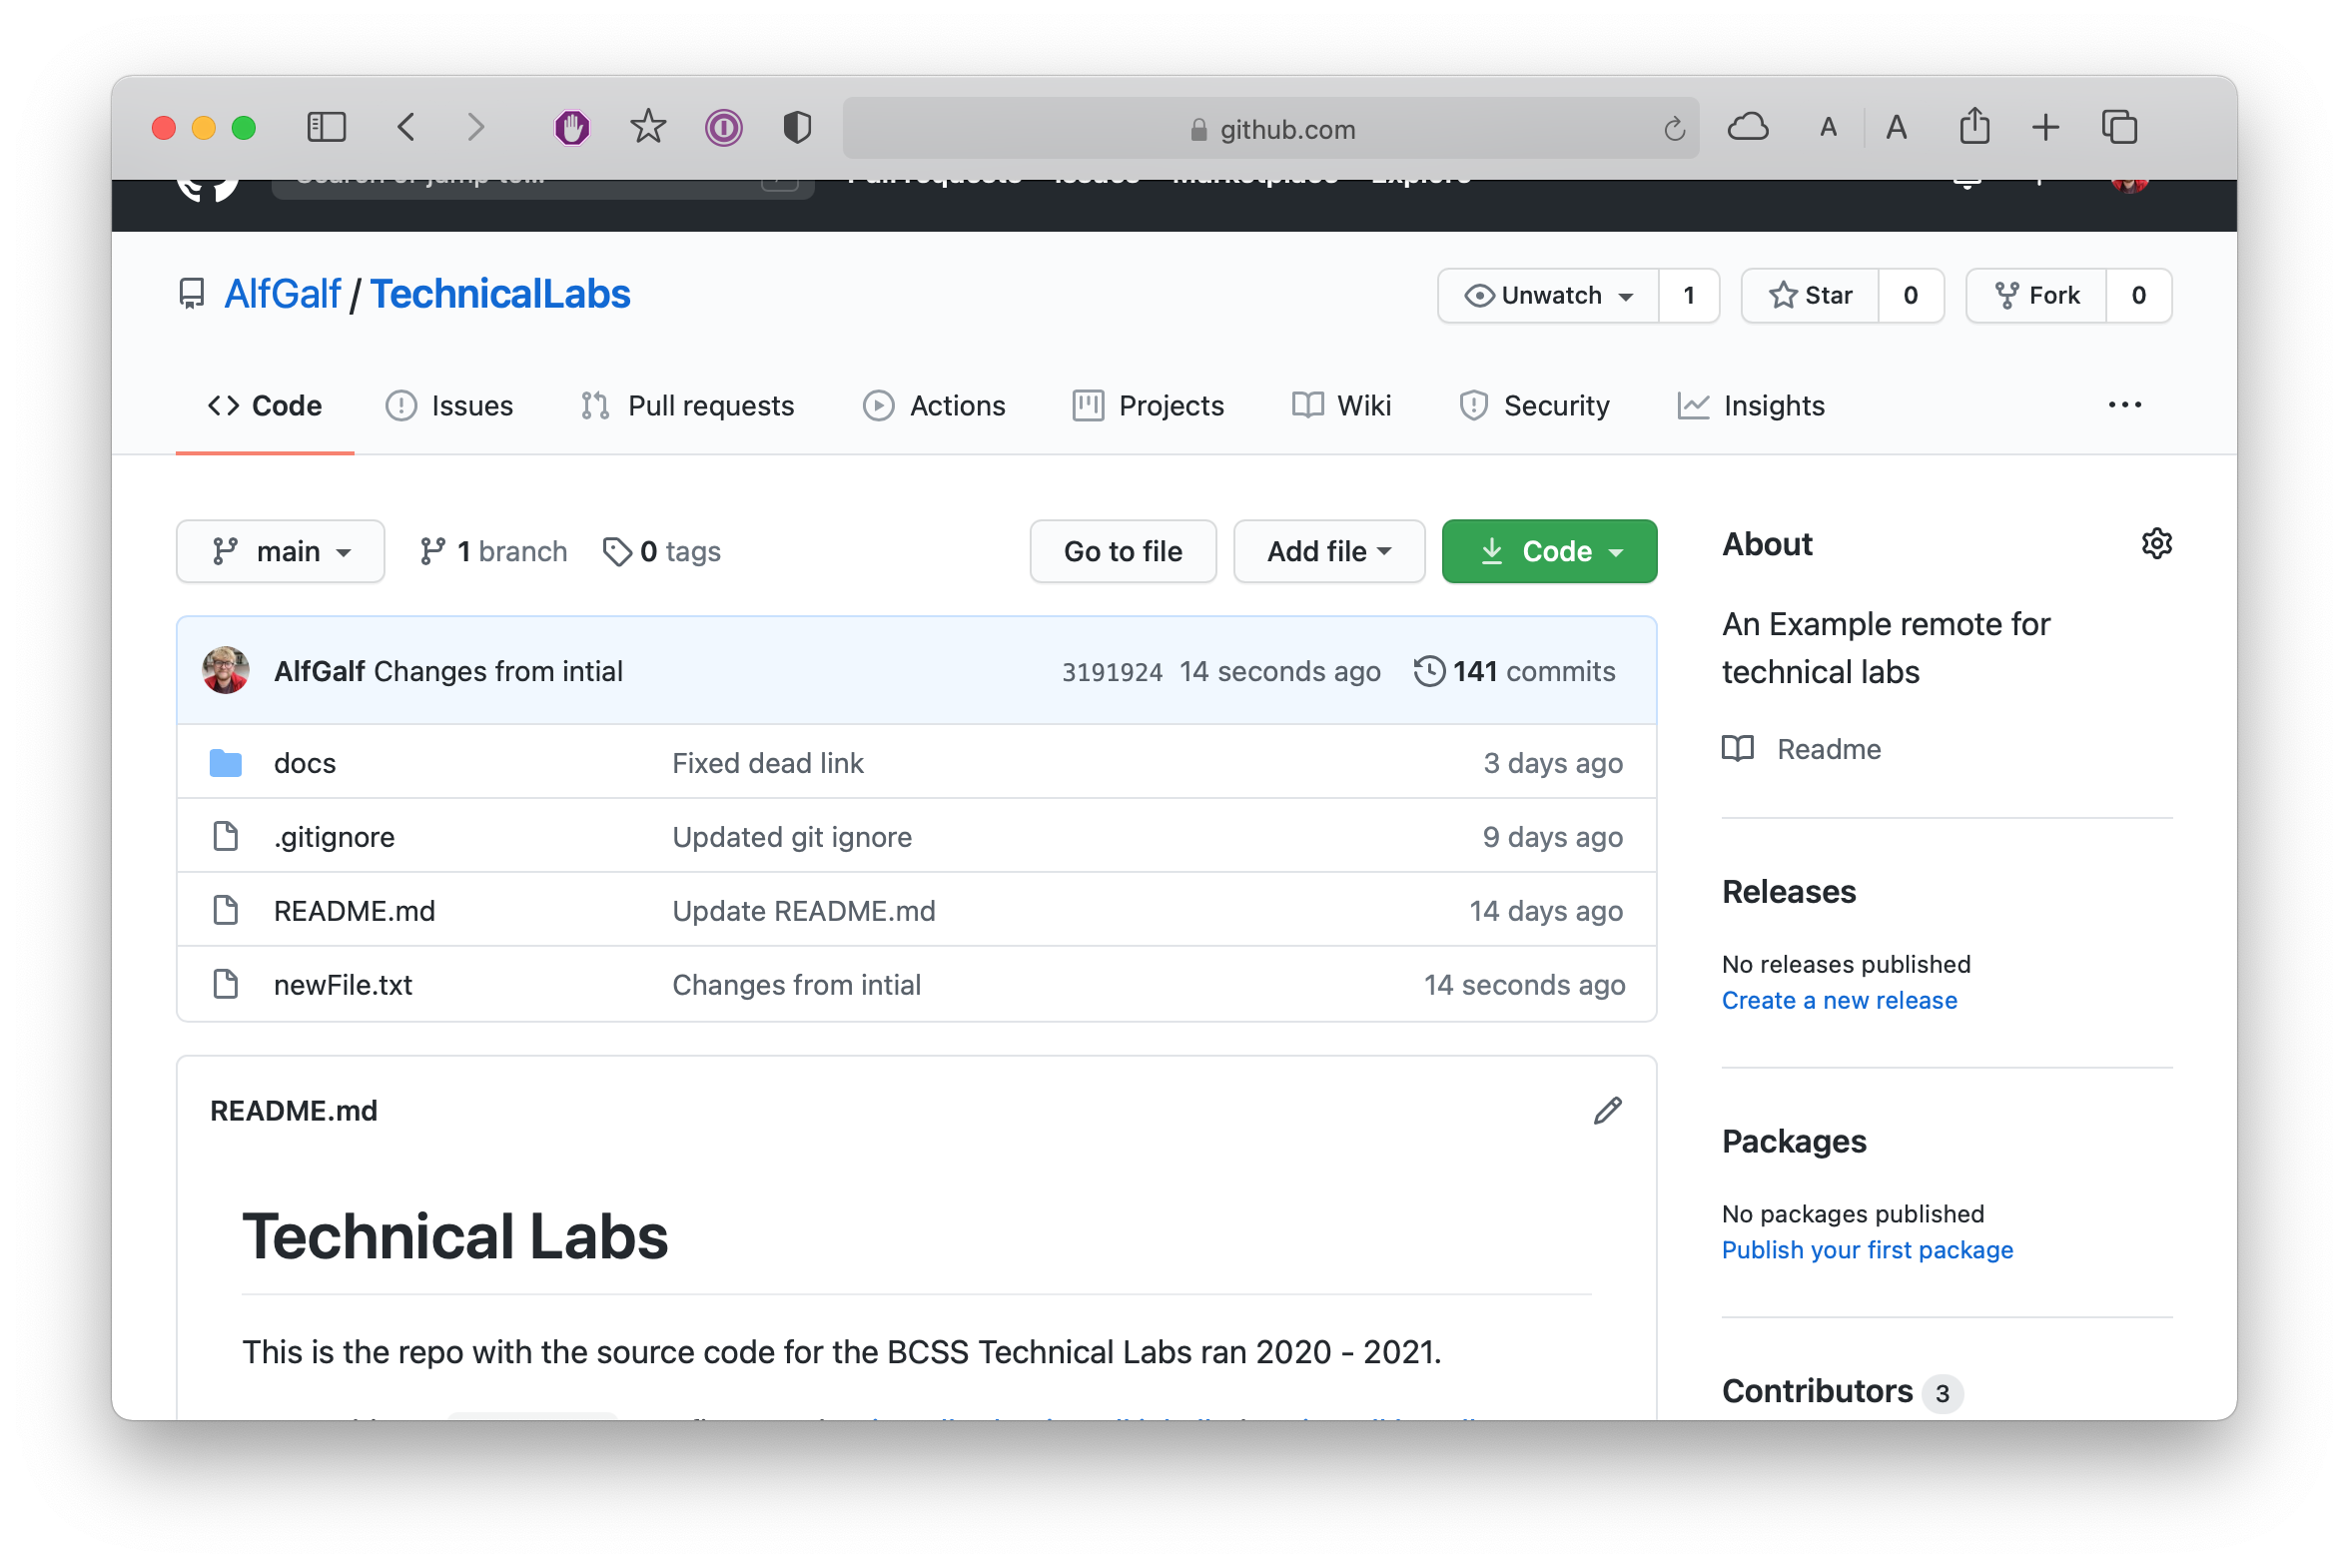 github.com
A A
Pull requests Issues Marketplace Explore
AlfGalf / TechnicalLabs
Unwatch 1
Star 0
Fork 0
Code Issues Pull requests Actions Projects Wiki Security Insights ...
main 1 branch 0 tags Go to file Add file Code
AlfGalf Changes from intial 3191924 14 seconds ago 141 commits
docs Fixed dead link 3 days ago
.gitignore Updated git ignore 9 days ago
README.md Update README.md 14 days ago
newFile.txt Changes from intial 14 seconds ago
README.md
Technical Labs
This is the repo with the source code for the BCSS Technical Labs ran 2020 - 2021.
About
An Example remote for
technical labs
Readme
Releases
No releases published
Create a new release
Packages
No packages published
Publish your first package
Contributors 3